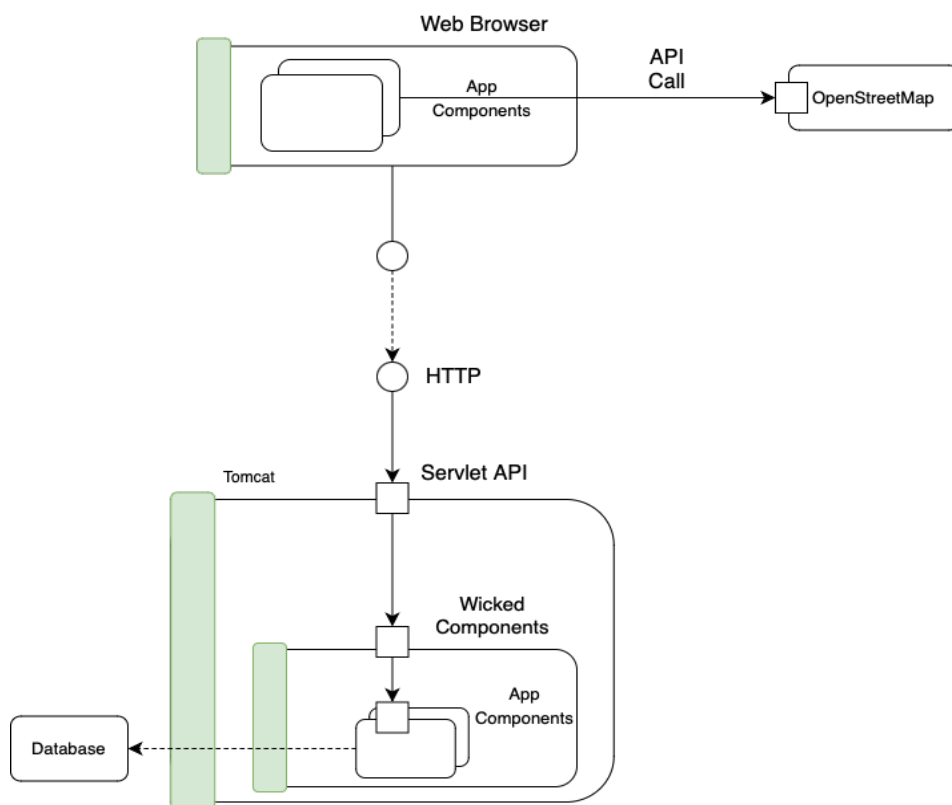 Web Browser
API
Call
App
Components
OpenStreetMap
HTTP
Servlet API
Tomcat
Wicked
Components
App
Components
Database